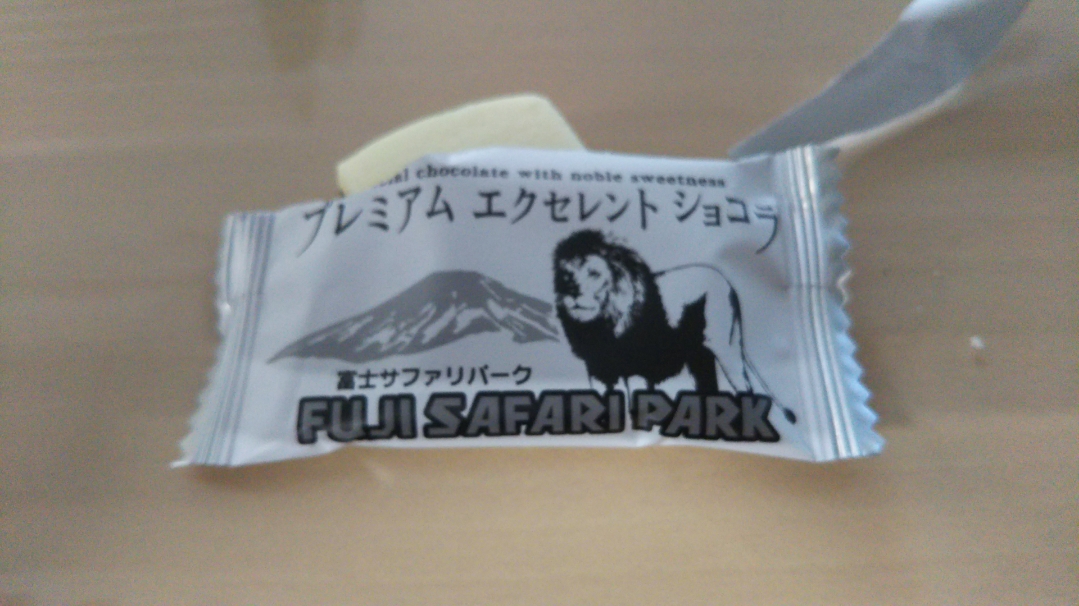 chocolate with noble sweetness
プレミアム エクセレント ショコラ
富士サファリパーク
FUJI SAFARI PARK